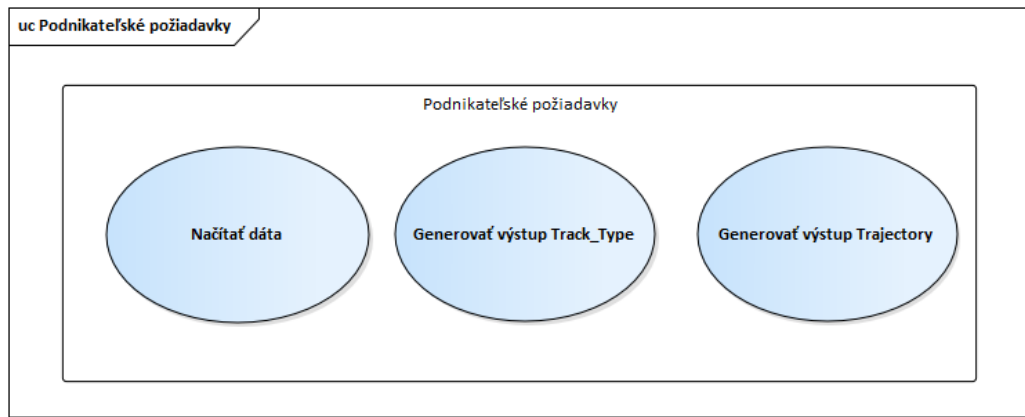 uc Podnikateľské požiadavky
Podnikateľské požiadavky
Načítať dáta
Generovať výstup Track_Type
Generovať výstup Trajectory